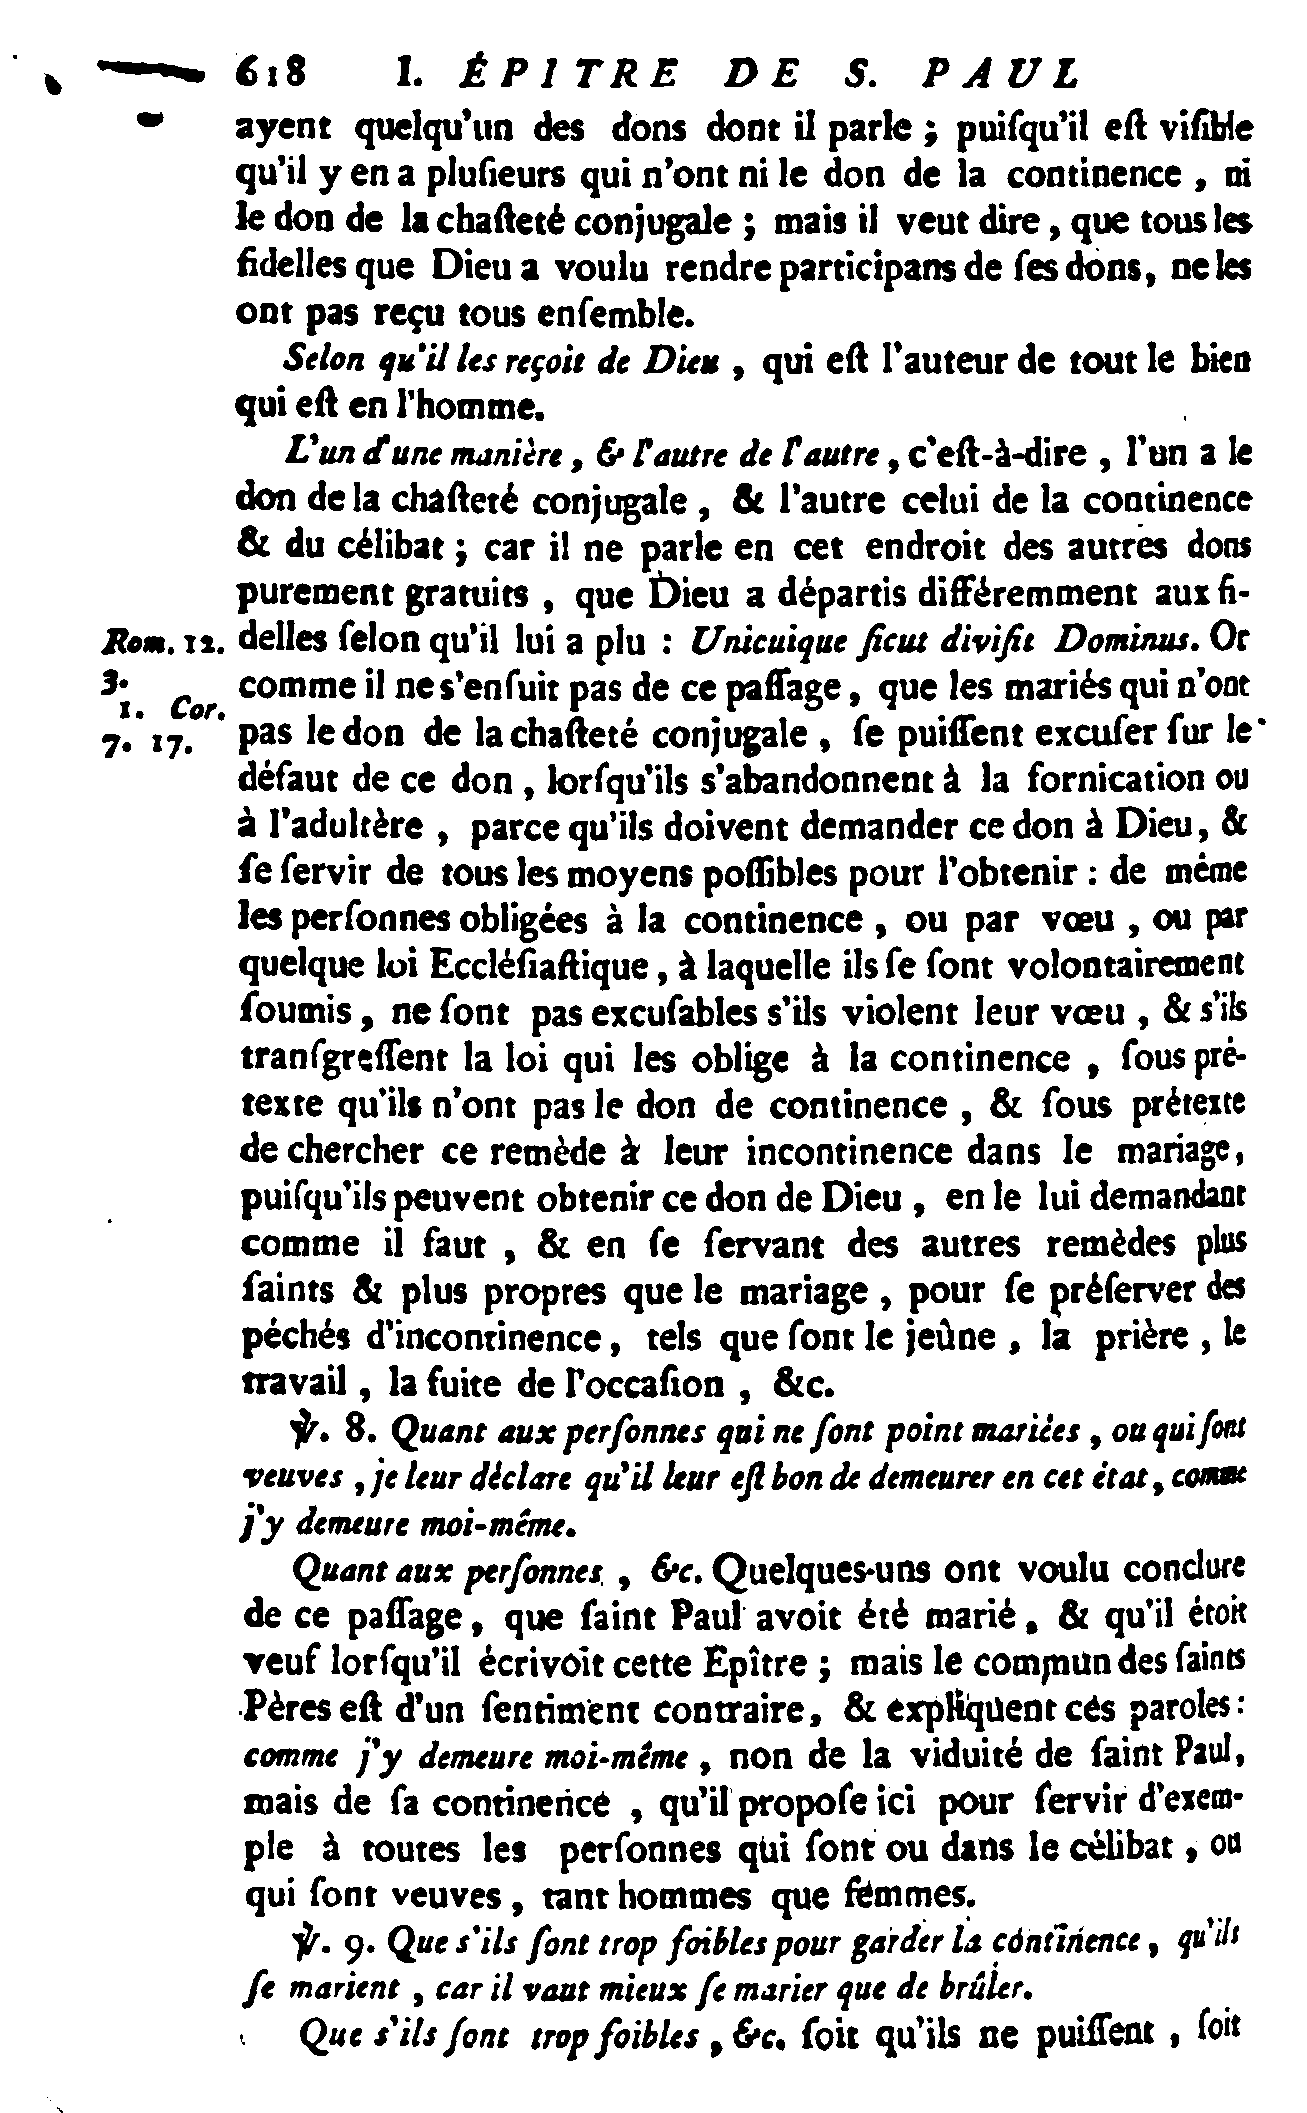 618 I. ÉPITRE DE S. PAUL
ayent quelqu'un des dons dont il parle ; puiſqu'il eſt viſible
qu'il y en a pluſieurs qui n'ont ni le don de la continence , ni
le don de la chaſteté conjugale ; mais il veut dire , que tous les
fidelles que Dieu a voulu rendre participans de ſes dons, ne les
ont pas reçu tous enſemble.
Selon qu'il les reçoit de Dieu , qui eſt l'auteur de tout le bien
qui eſt en l'homme.
L'un d'une manière , & l'autre de l'autre , c'eſt-à-dire , l'un a le
don de la chaſteté conjugale , & l'autre celui de la continence
& du célibat ; car il ne parle en cet endroit des autres dons
purement gratuits , que Dieu a départis différemment aux fi-
Rom. 12. delles ſelon qu'il lui a plu : Unicuique ſicut diviſit Dominus. Or
3. comme il ne s'enſuit pas de ce paſſage , que les mariés qui n'ont
1. Cor.
7. 17. pas le don de la chaſteté conjugale , ſe puiſſent excuſer ſur le
défaut de ce don , lorſqu'ils s'abandonnent à la fornication ou
à l'adultère , parce qu'ils doivent demander ce don à Dieu, &
ſe ſervir de tous les moyens poſſibles pour l'obtenir : de même
les perſonnes obligées à la continence , ou par vœu , ou par
quelque loi Eccléſiaſtique , à laquelle ils ſe ſont volontairement
ſoumis , ne ſont pas excuſables s'ils violent leur vœu , & s'ils
tranſgreſſent la loi qui les oblige à la continence , ſous pré-
texte qu'ils n'ont pas le don de continence , & ſous prétexte
de chercher ce remède à leur incontinence dans le mariage,
puiſqu'ils peuvent obtenir ce don de Dieu , en le lui demandant
comme il faut , & en ſe ſervant des autres remèdes plus
ſaints & plus propres que le mariage , pour ſe préſerver des
péchés d'incontinence , tels que ſont le jeûne , la prière , le
travail , la fuite de l'occaſion , &c.
℣. 8. Quant aux perſonnes qui ne ſont point mariées , ou qui ſont
veuves , je leur déclare qu'il leur eſt bon de demeurer en cet état , comme
j'y demeure moi-même.
Quant aux perſonnes , &c. Quelques-uns ont voulu conclure
de ce paſſage , que ſaint Paul avoit été marié , & qu'il étoit
veuf lorſqu'il écrivoit cette Epître ; mais le commun des ſaints
Pères eſt d'un ſentiment contraire , & expliquent ces paroles :
comme j'y demeure moi-même , non de la viduité de ſaint Paul,
mais de ſa continence , qu'il propoſe ici pour ſervir d'exem-
ple à toutes les perſonnes qui ſont ou dans le célibat , ou
qui ſont veuves , tant hommes que femmes.
℣. 9. Que s'ils ſont trop foibles pour garder la continence , qu'ils
ſe marient , car il vaut mieux ſe marier que de brûler.
Que s'ils ſont trop foibles , &c. ſoit qu'ils ne puiſſent , ſoit